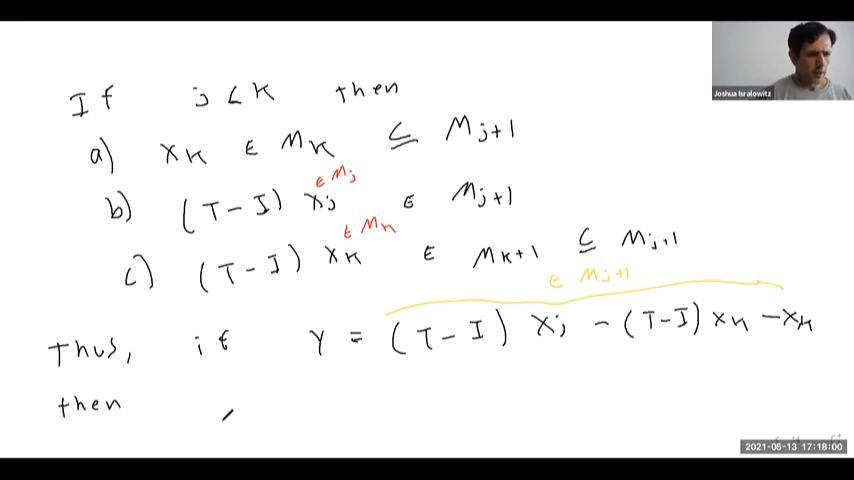 Joshua Isralowitz
If j < k then
a) x_k ∈ M_k ⊆ M_{j+1}
b) (T - I) x_j ∈ M_j ∈ M_{j+1}
c) (T - I) x_k ∈ M_k ∈ M_{k+1} ⊆ M_{j+1}
∈ M_{j+1}
Thus, if Y = (T - I) x_j - (T - I) x_k - x_k
then
2021-05-13 17:18:00